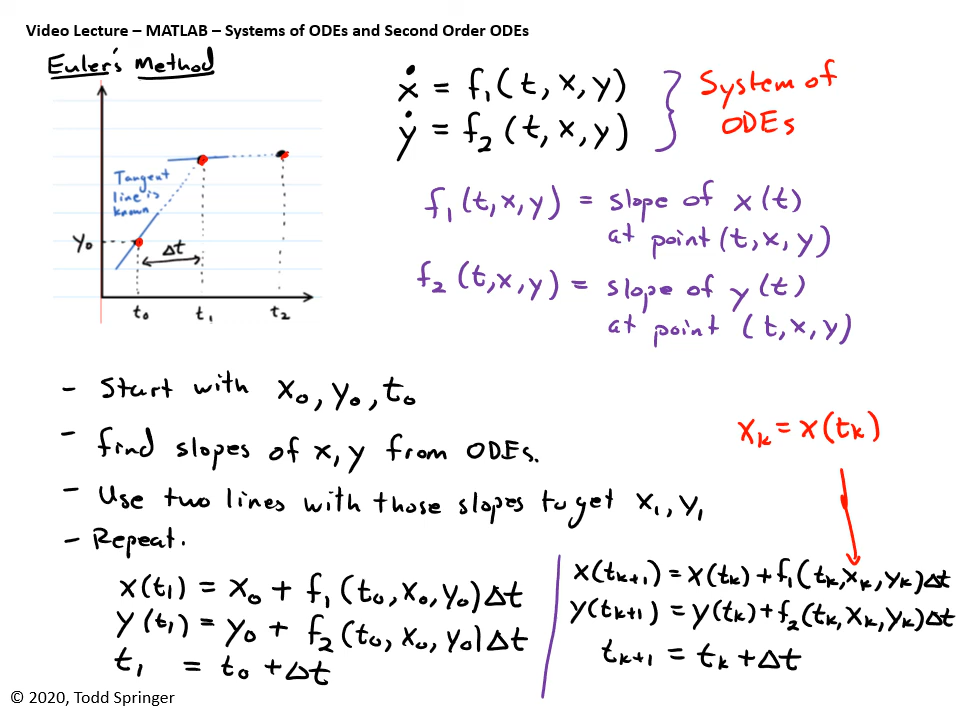 Video Lecture – MATLAB – Systems of ODEs and Second Order ODEs
Euler's Method
Tangent
line is
known
y₀
Δt
t₀ t₁ t₂
ẋ = f₁(t, x, y)
ẏ = f₂(t, x, y)
System of
ODEs
f₁(t, x, y) = slope of x(t)
at point (t, x, y)
f₂(t, x, y) = slope of y(t)
at point (t, x, y)
- Start with x₀, y₀, t₀
- find slopes of x, y from ODEs.
- Use two lines with those slopes to get x₁, y₁
- Repeat.
x(t₁) = x₀ + f₁(t₀, x₀, y₀)Δt
y(t₁) = y₀ + f₂(t₀, x₀, y₀)Δt
t₁ = t₀ + Δt
xₖ = x(tₖ)
x(tₖ₊₁) = x(tₖ) + f₁(tₖ, xₖ, yₖ)Δt
y(tₖ₊₁) = y(tₖ) + f₂(tₖ, xₖ, yₖ)Δt
tₖ₊₁ = tₖ + Δt
© 2020, Todd Springer